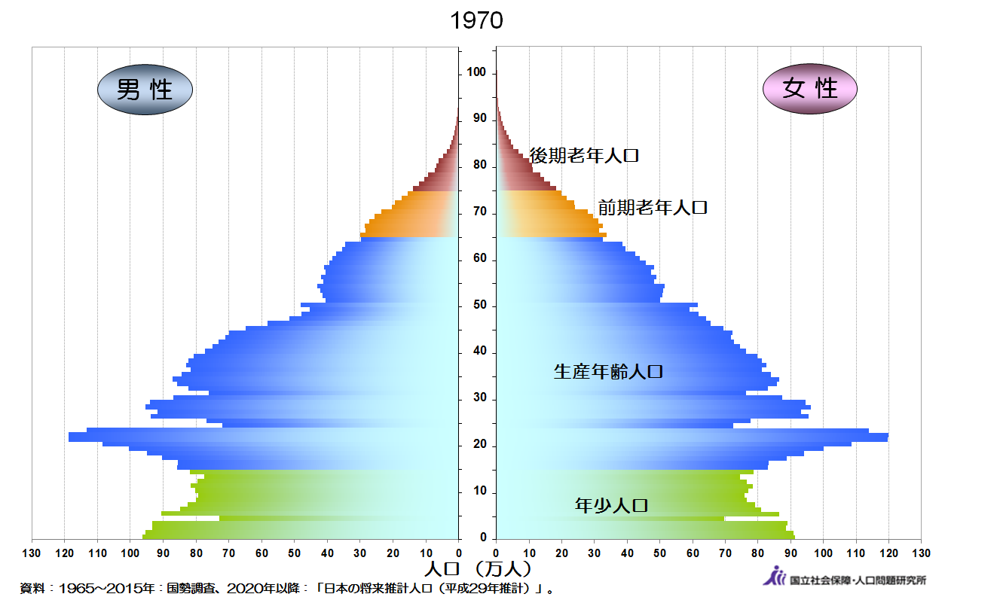 1970
男性
女性
後期老年人口
前期老年人口
生産年齢人口
年少人口
100
90
80
70
60
50
40
30
20
10
0
130 120 110 100 90 80 70 60 50 40 30 20 10 0 0 10 20 30 40 50 60 70 80 90 100 110 120 130
人口 （万人）
国立社会保障・人口問題研究所
資料：1965～2015年：国勢調査、2020年以降：「日本の将来推計人口（平成29年推計）」。